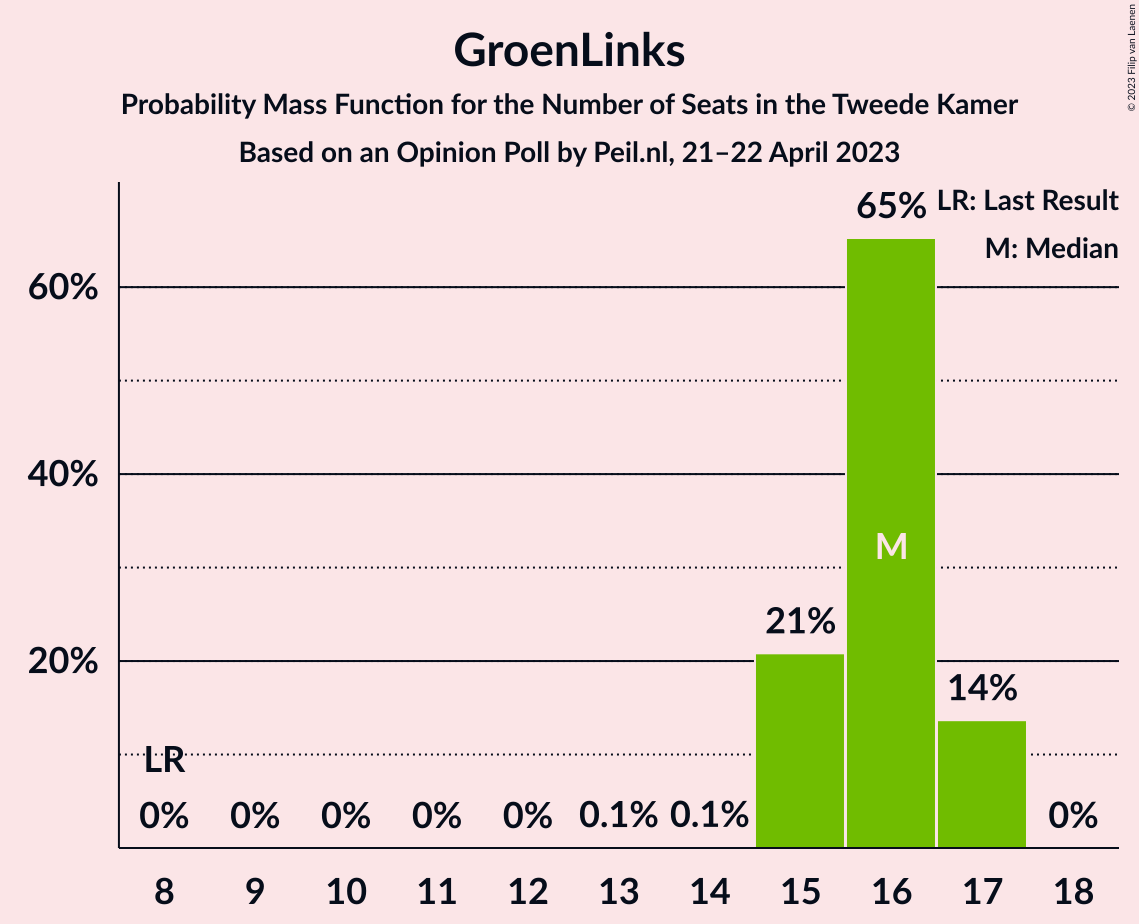 GroenLinks
Probability Mass Function for the Number of Seats in the Tweede Kamer
Based on an Opinion Poll by Peil.nl, 21–22 April 2023
© 2023 Filip van Laenen
LR: Last Result
M: Median
60%
40%
20%
65%
M
21%
14%
LR
0% 0% 0% 0% 0% 0.1% 0.1% 0%
8 9 10 11 12 13 14 15 16 17 18